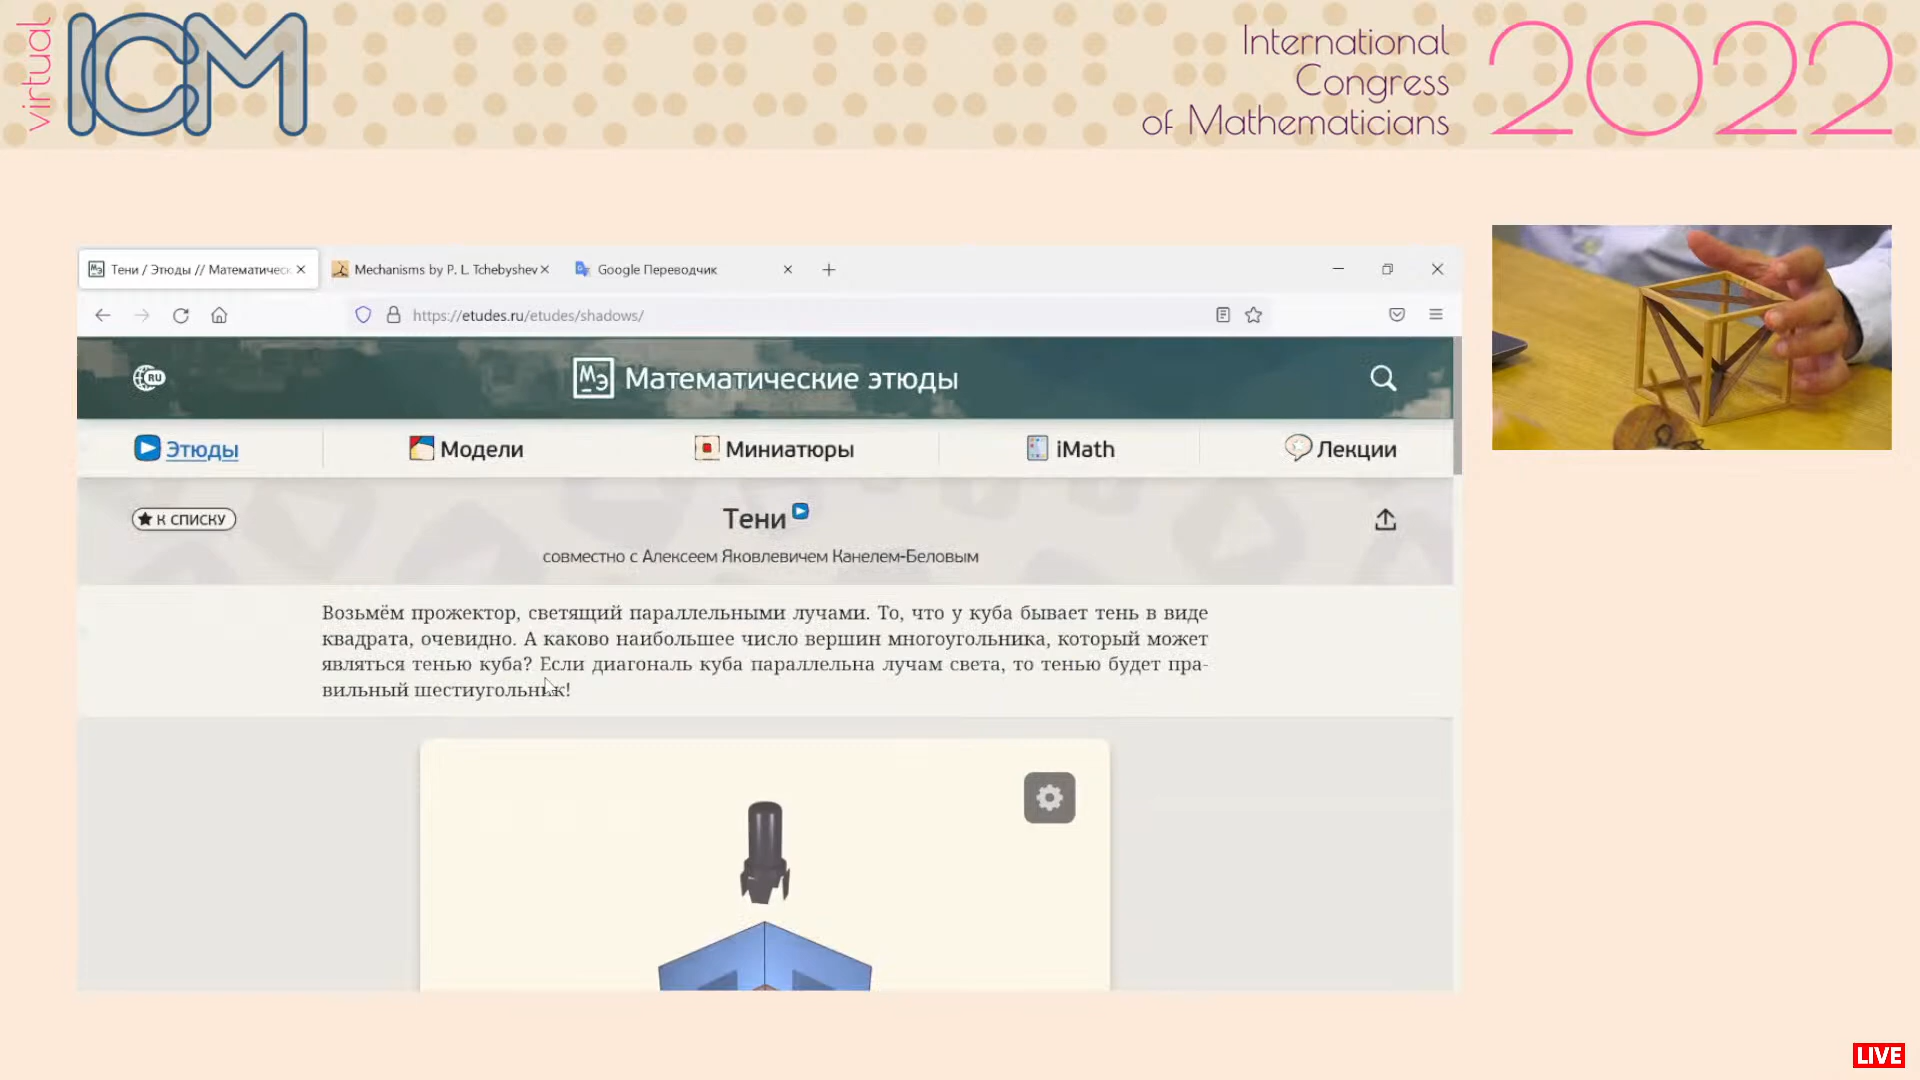 virtual
ICM
International
Congress
of Mathematicians
2022
Тени / Этюды // Математичес
Mechanisms by P. L. Tchebyshev
Google Переводчик
https://etudes.ru/etudes/shadows/
RU
МЭ Математические этюды
Этюды
Модели
Миниатюры
iMath
Лекции
К СПИСКУ
Тени
совместно с Алексеем Яковлевичем Канелем-Беловым
Возьмём прожектор, светящий параллельными лучами. То, что у куба бывает тень в виде
квадрата, очевидно. А каково наибольшее число вершин многоугольника, который может
являться тенью куба? Если диагональ куба параллельна лучам света, то тенью будет пра-
вильный шестиугольник!
LIVE